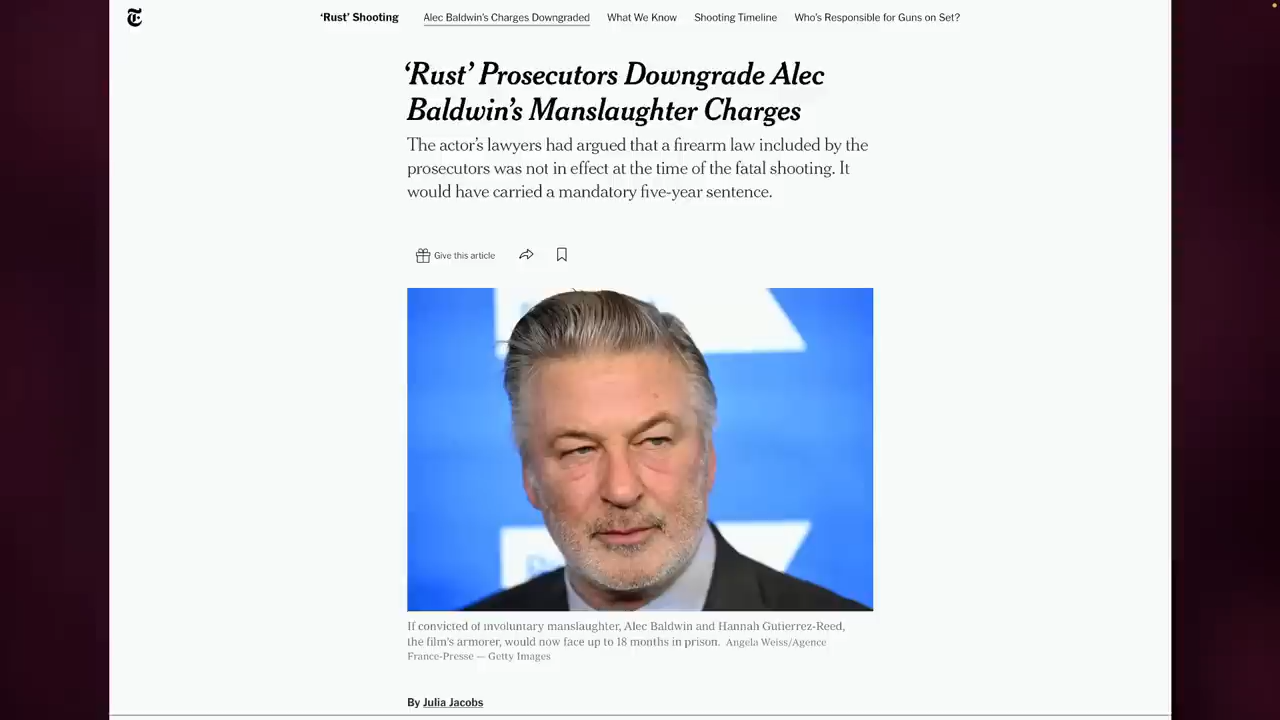 ‘Rust’ Shooting Alec Baldwin’s Charges Downgraded What We Know Shooting Timeline Who’s Responsible for Guns on Set?
‘Rust’ Prosecutors Downgrade Alec
Baldwin’s Manslaughter Charges
The actor’s lawyers had argued that a firearm law included by the
prosecutors was not in effect at the time of the fatal shooting. It
would have carried a mandatory five-year sentence.
Give this article
If convicted of involuntary manslaughter, Alec Baldwin and Hannah Gutierrez-Reed,
the film’s armorer, would now face up to 18 months in prison. Angela Weiss/Agence
France-Presse — Getty Images
By Julia Jacobs